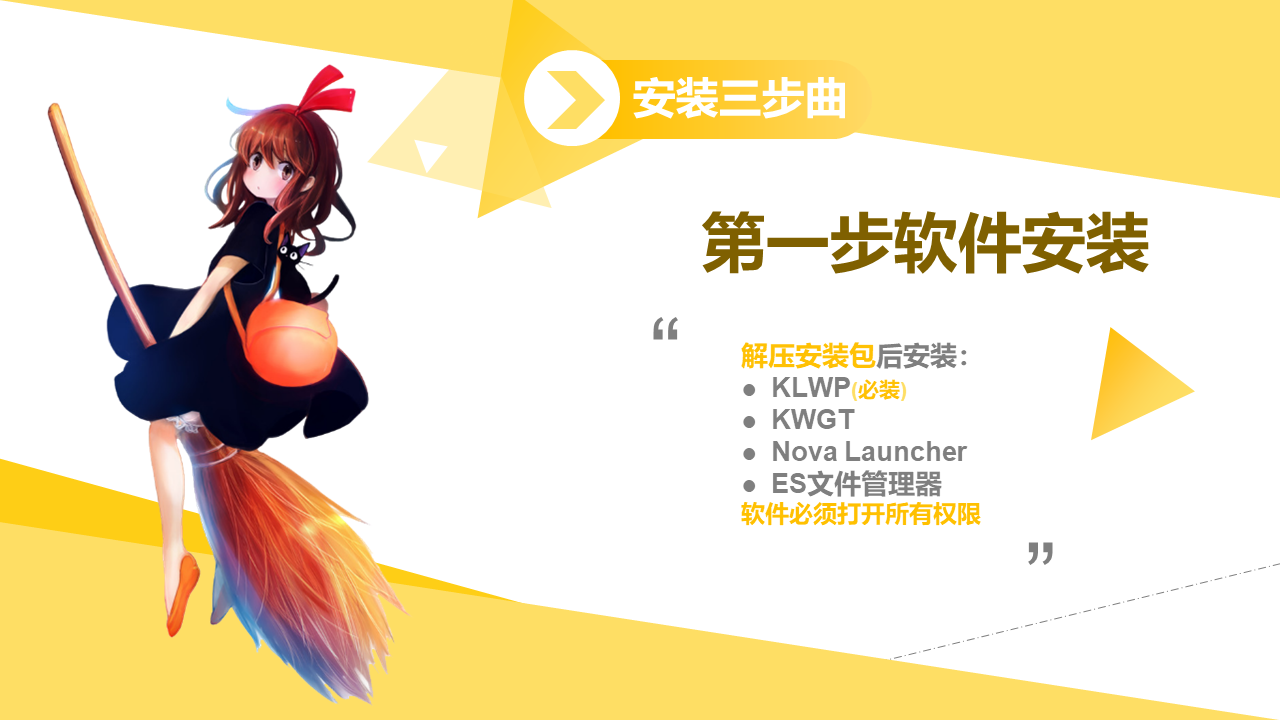 安装三步曲
第一步软件安装
“
解压安装包后安装：
● KLWP(必装)
● KWGT
● Nova Launcher
● ES文件管理器
软件必须打开所有权限
”